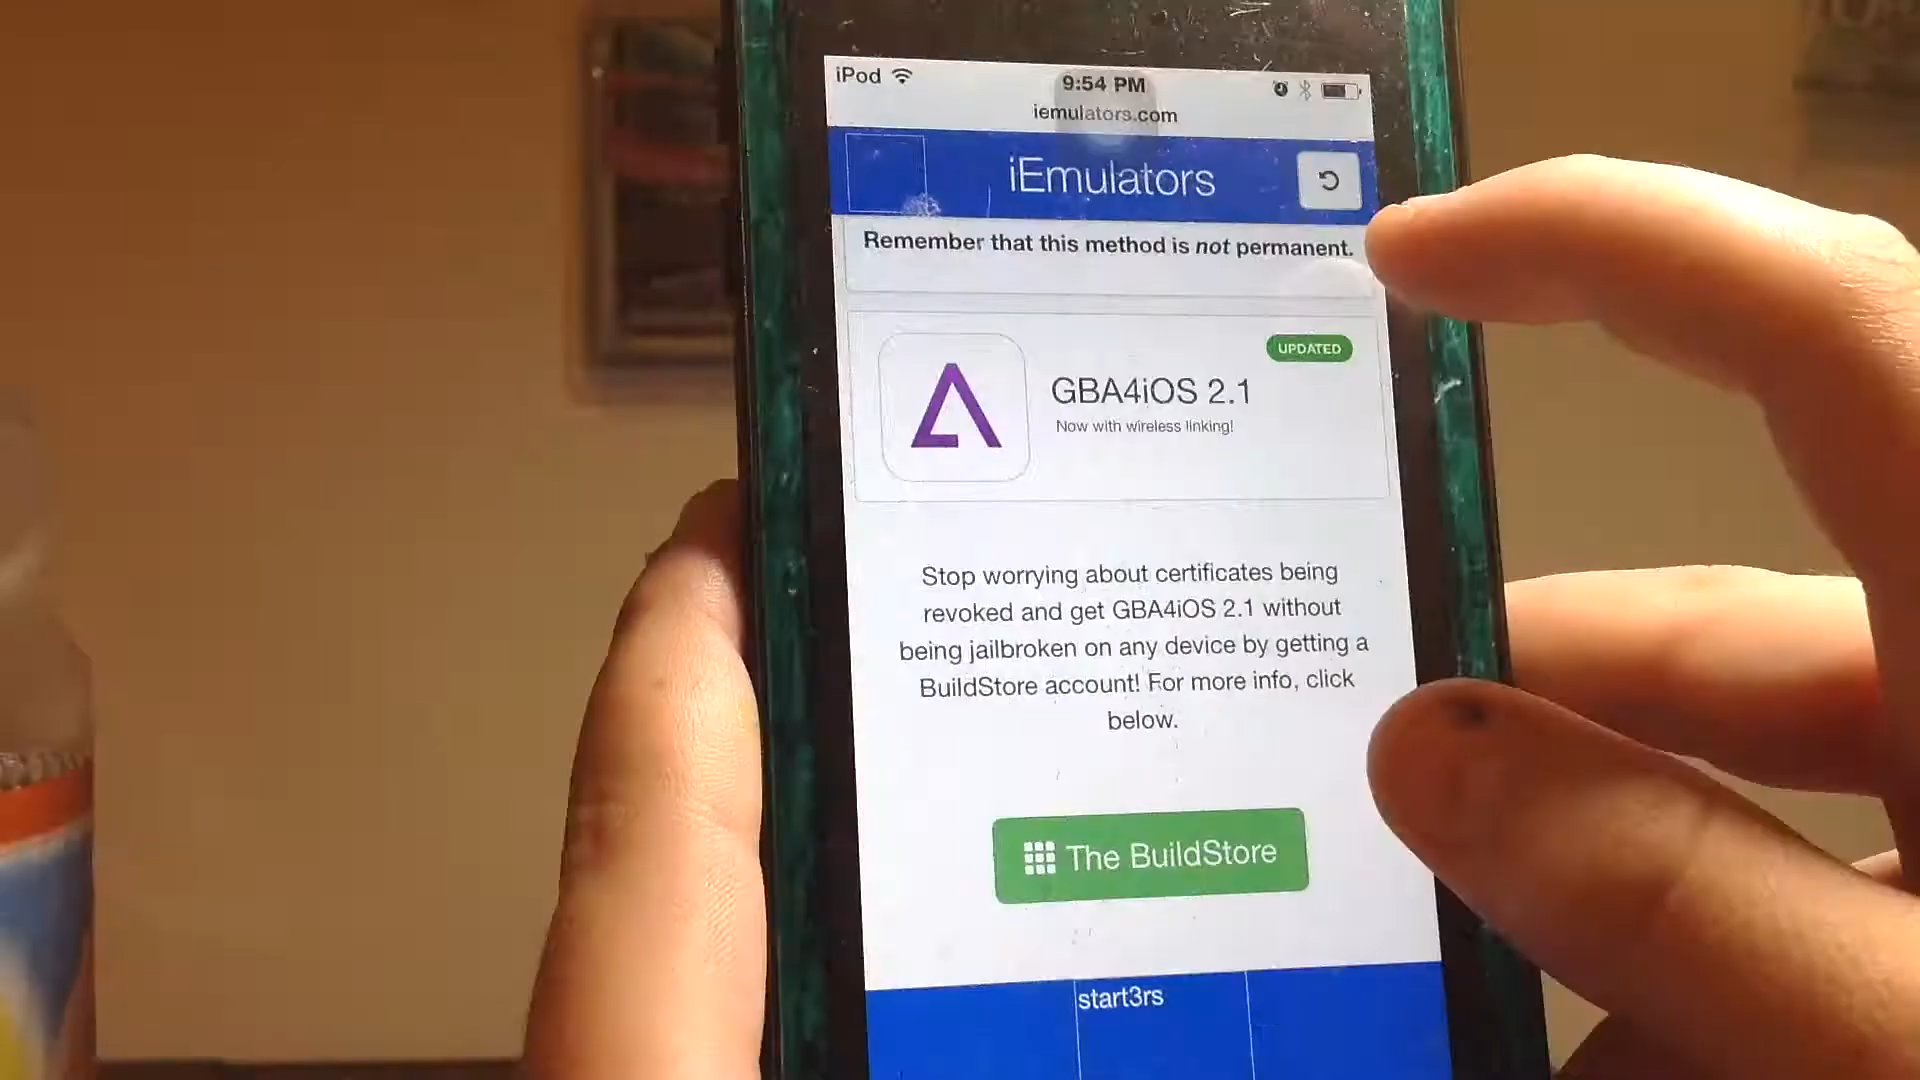 iPod
9:54 PM
iemulators.com
iEmulators
Remember that this method is not permanent.
UPDATED
GBA4iOS 2.1
Now with wireless linking!
Stop worrying about certificates being
revoked and get GBA4iOS 2.1 without
being jailbroken on any device by getting a
BuildStore account! For more info, click
below.
The BuildStore
start3rs